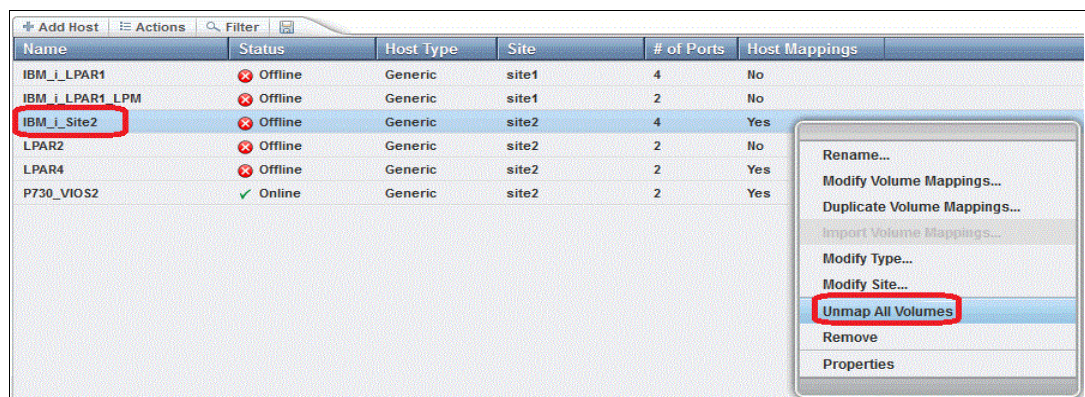 Add Host Actions Filter
Name Status Host Type Site # of Ports Host Mappings
IBM_i_LPAR1 Offline Generic site1 4 No
IBM_i_LPAR1_LPM Offline Generic site1 2 No
IBM_i_Site2 Offline Generic site2 4 Yes
LPAR2 Offline Generic site2 2 No
LPAR4 Offline Generic site2 2 Yes
P730_VIOS2 Online Generic site2 2 Yes
Rename...
Modify Volume Mappings...
Duplicate Volume Mappings...
Import Volume Mappings...
Modify Type...
Modify Site...
Unmap All Volumes
Remove
Properties